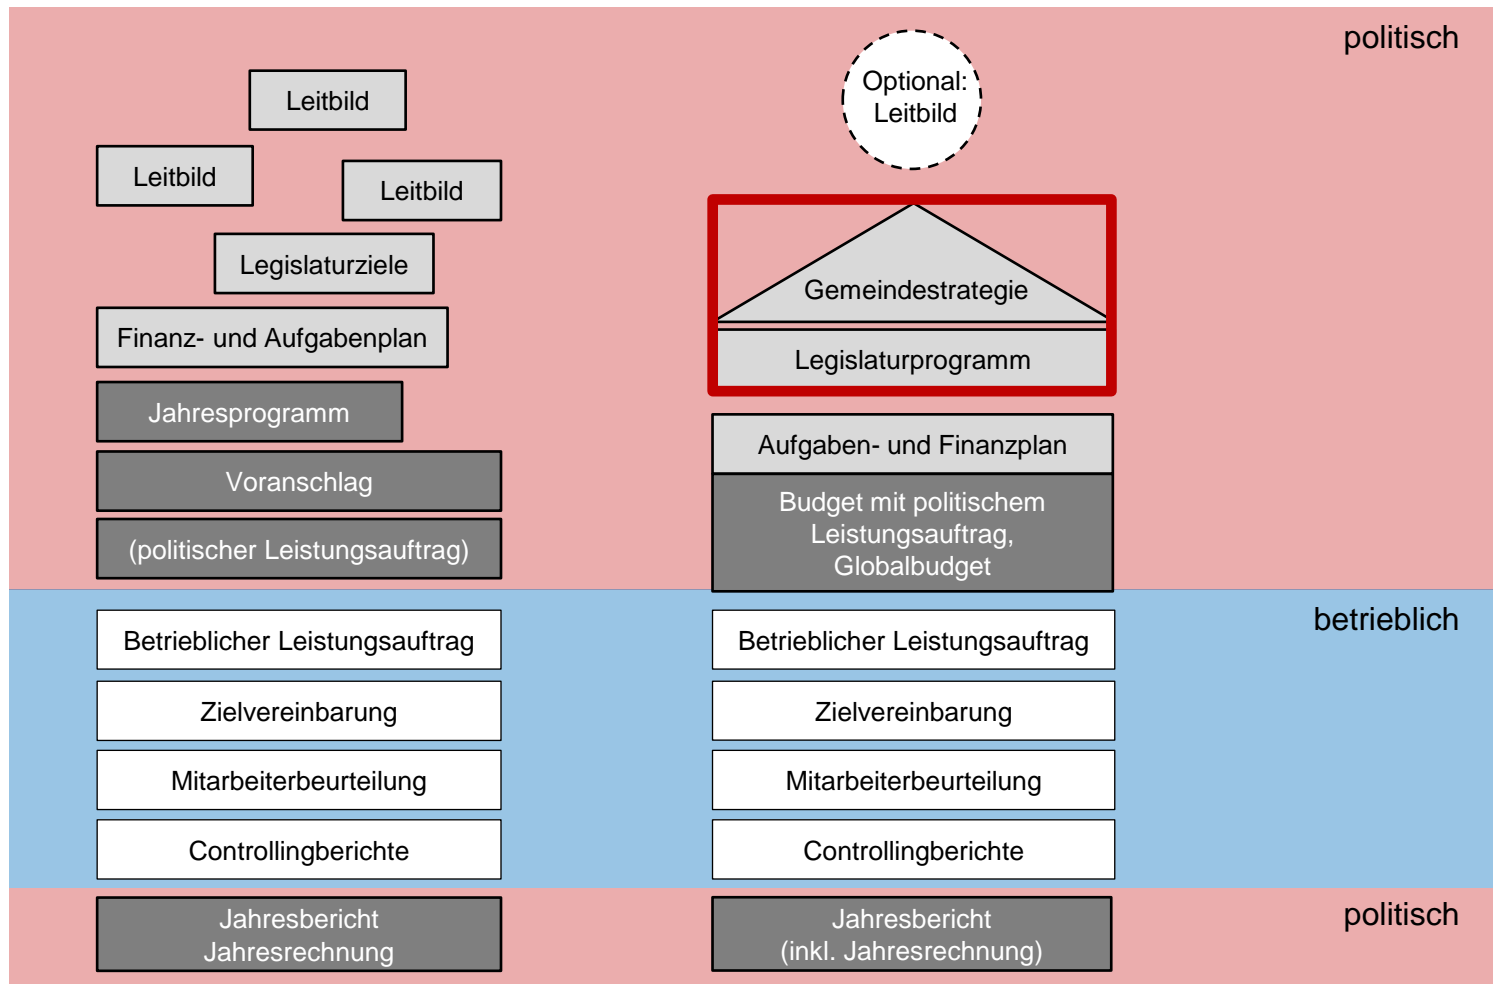 politisch
Leitbild
Leitbild
Leitbild
Legislaturziele
Finanz- und Aufgabenplan
Jahresprogramm
Voranschlag
(politischer Leistungsauftrag)
Optional:
Leitbild
Gemeindestrategie
Legislaturprogramm
Aufgaben- und Finanzplan
Budget mit politischem
Leistungsauftrag,
Globalbudget
betrieblich
Betrieblicher Leistungsauftrag
Zielvereinbarung
Mitarbeiterbeurteilung
Controllingberichte
Betrieblicher Leistungsauftrag
Zielvereinbarung
Mitarbeiterbeurteilung
Controllingberichte
politisch
Jahresbericht
Jahresrechnung
Jahresbericht
(inkl. Jahresrechnung)